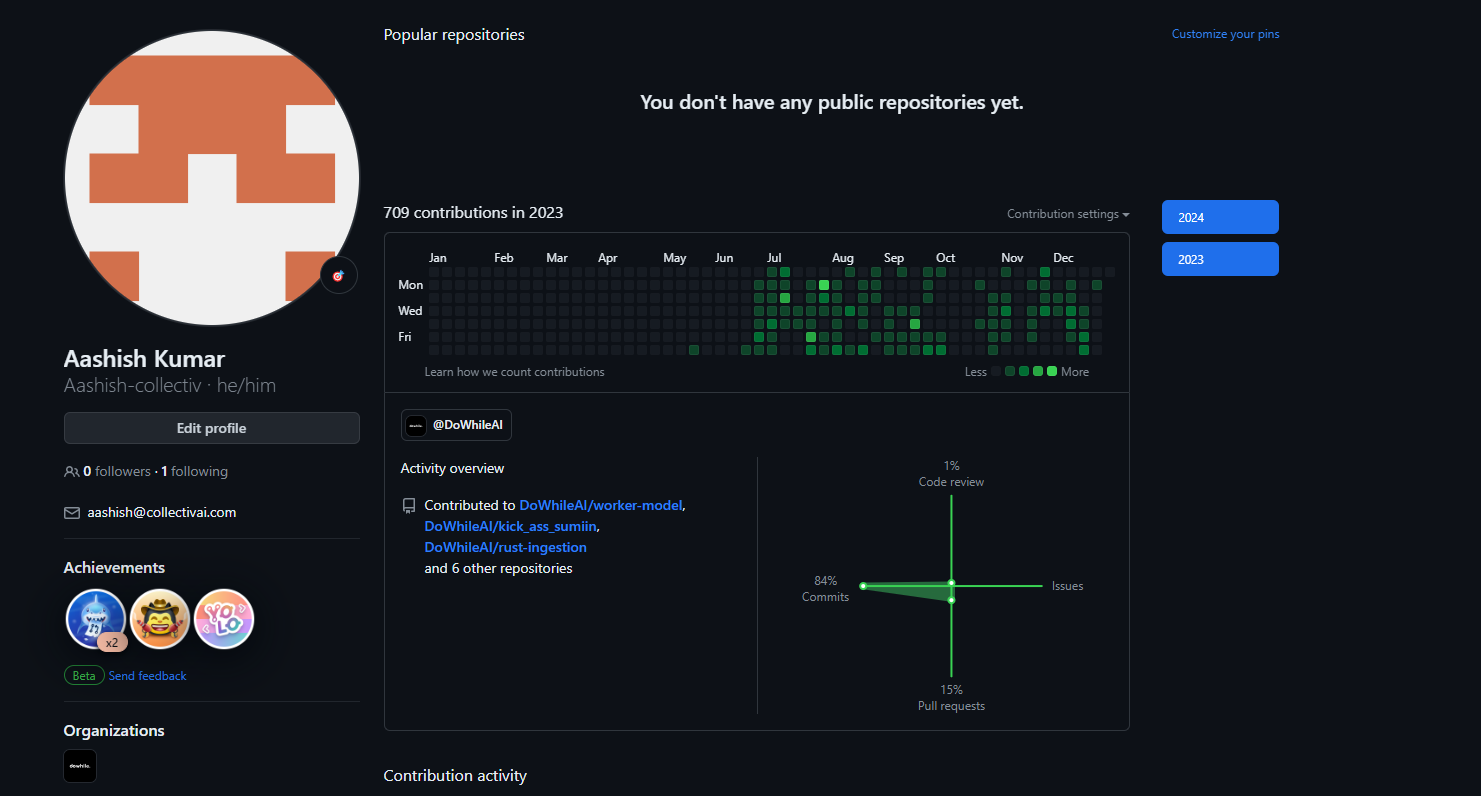 Popular repositories
Customize your pins
You don't have any public repositories yet.
709 contributions in 2023
Contribution settings
2024
2023
Jan Feb Mar Apr May Jun Jul Aug Sep Oct Nov Dec
Mon
Wed
Fri
Learn how we count contributions
Less More
Aashish Kumar
Aashish-collectiv · he/him
Edit profile
0 followers · 1 following
aashish@collectivai.com
Achievements
x2
YOLO
Beta Send feedback
Organizations
dowhile.
@DoWhileAI
Activity overview
Contributed to DoWhileAI/worker-model,
DoWhileAI/kick_ass_sumiin,
DoWhileAI/rust-ingestion
and 6 other repositories
1%
Code review
84%
Commits
Issues
15%
Pull requests
Contribution activity